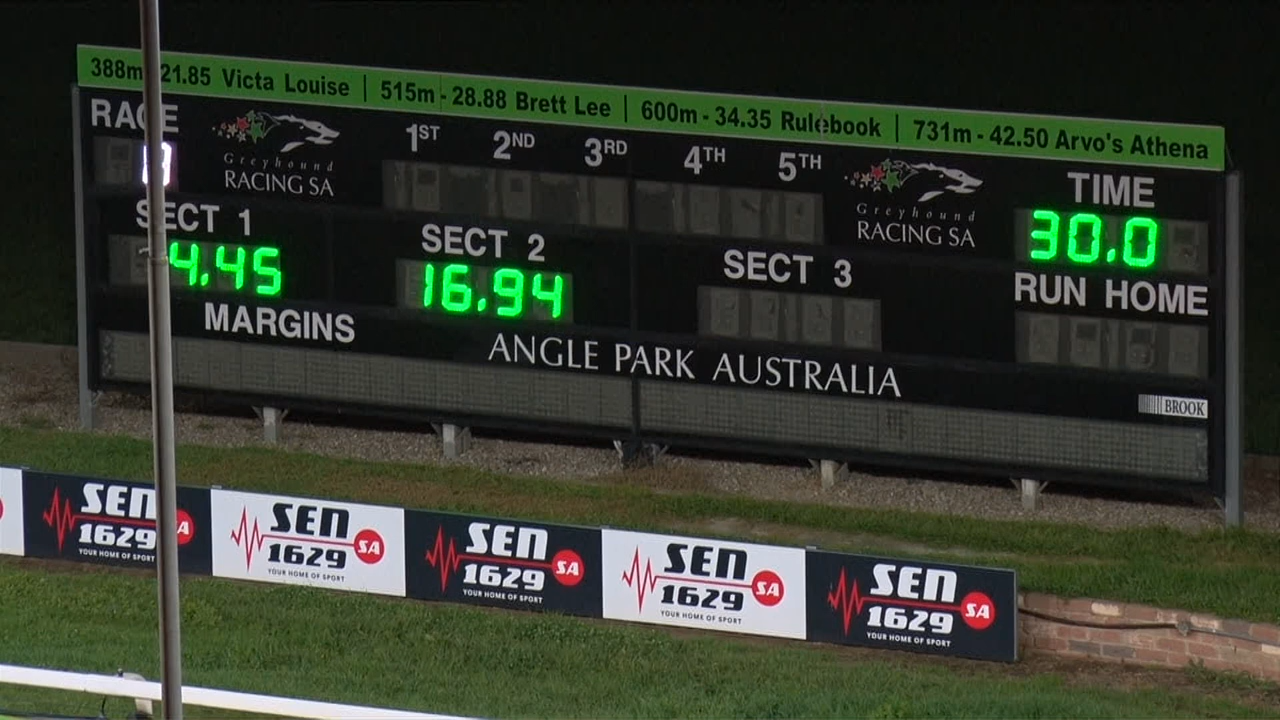 388m 21.85 Victa Louise | 515m - 28.88 Brett Lee | 600m - 34.35 Rulebook | 731m - 42.50 Arvo's Athena
RACE
Greyhound
RACING SA
1ST 2ND 3RD 4TH 5TH
Greyhound
RACING SA
TIME
30.0
SECT 1
4.45
SECT 2
16.94
SECT 3
RUN HOME
MARGINS
ANGLE PARK AUSTRALIA
BROOK
SEN
1629 SA
YOUR HOME OF SPORT
SEN
1629 SA
YOUR HOME OF SPORT
SEN
1629 SA
YOUR HOME OF SPORT
SEN
1629 SA
YOUR HOME OF SPORT
SEN
1629 SA
YOUR HOME OF SPORT